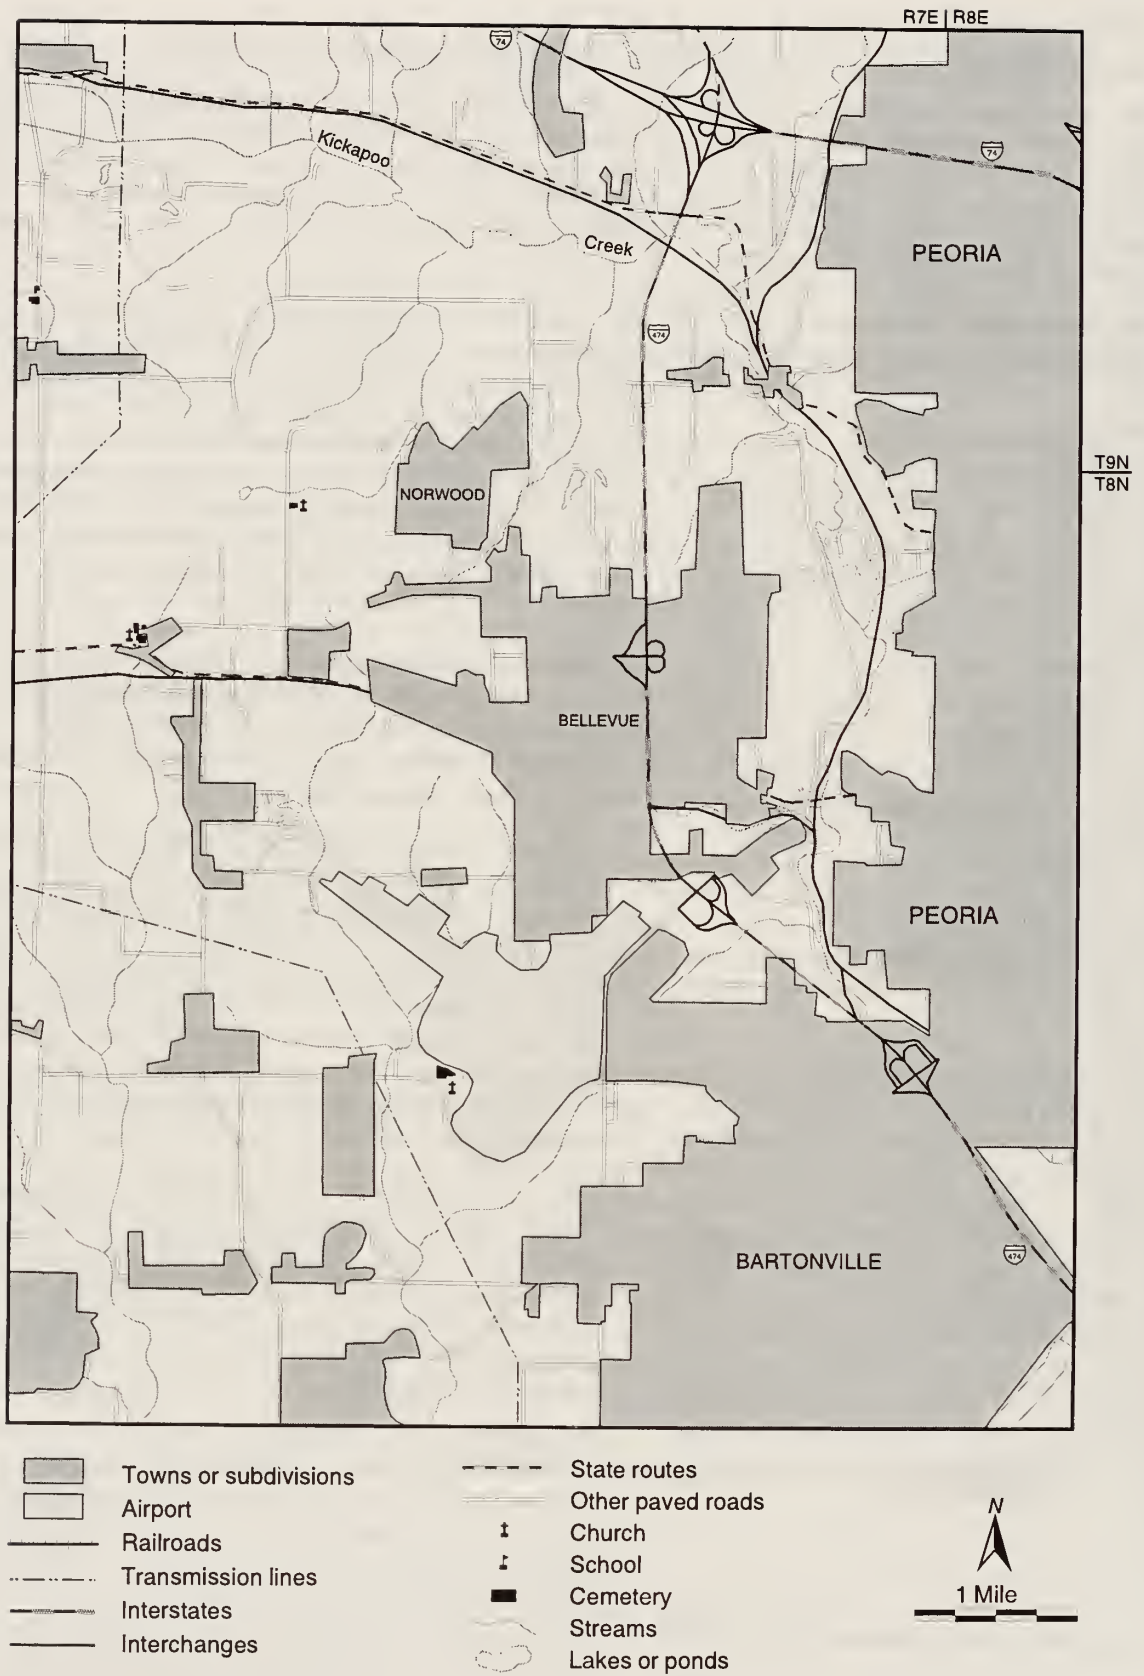 R7E | R8E
74
74
Kickapoo
Creek
PEORIA
474
T9N
T8N
NORWOOD
BELLEVUE
PEORIA
BARTONVILLE
474
Towns or subdivisions
Airport
Railroads
Transmission lines
Interstates
Interchanges
State routes
Other paved roads
Church
School
Cemetery
Streams
Lakes or ponds
N
1 Mile